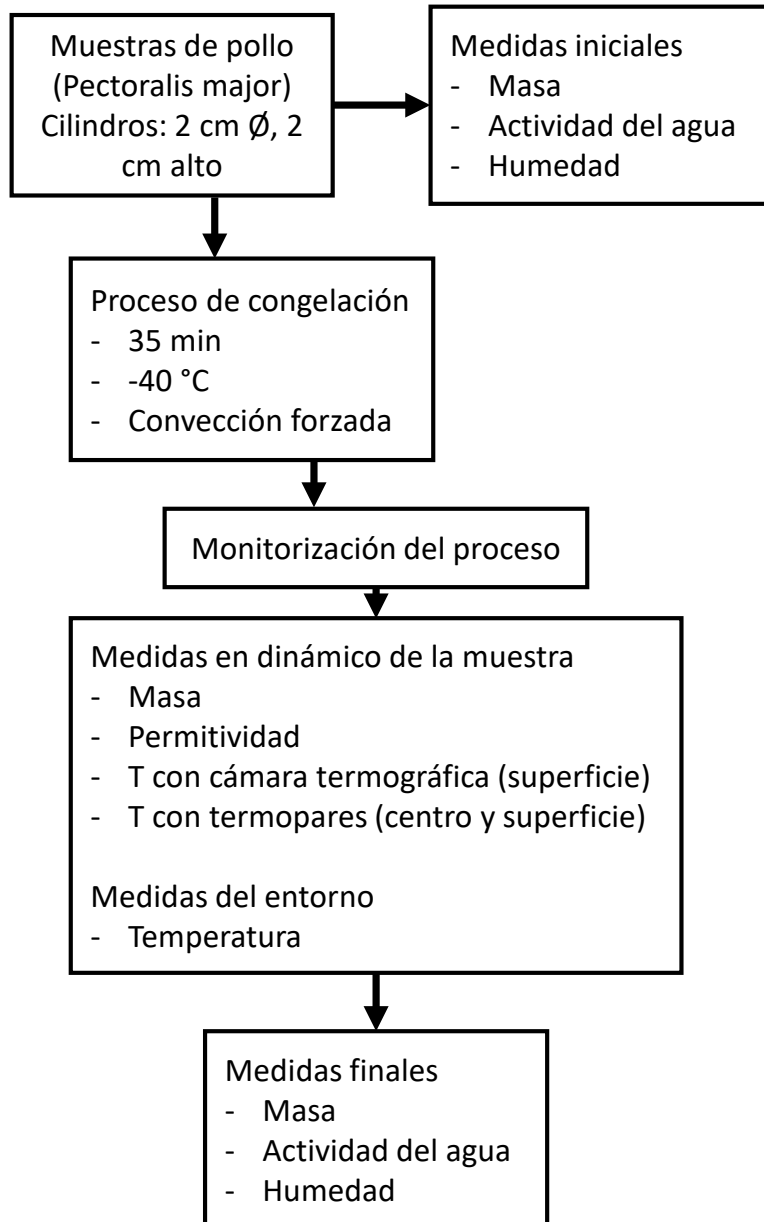 Muestras de pollo
(Pectoralis major)
Cilindros: 2 cm Ø, 2
cm alto
Medidas iniciales
- Masa
- Actividad del agua
- Humedad
Proceso de congelación
- 35 min
- -40 °C
- Convección forzada
Monitorización del proceso
Medidas en dinámico de la muestra
- Masa
- Permitividad
- T con cámara termográfica (superficie)
- T con termopares (centro y superficie)
Medidas del entorno
- Temperatura
Medidas finales
- Masa
- Actividad del agua
- Humedad